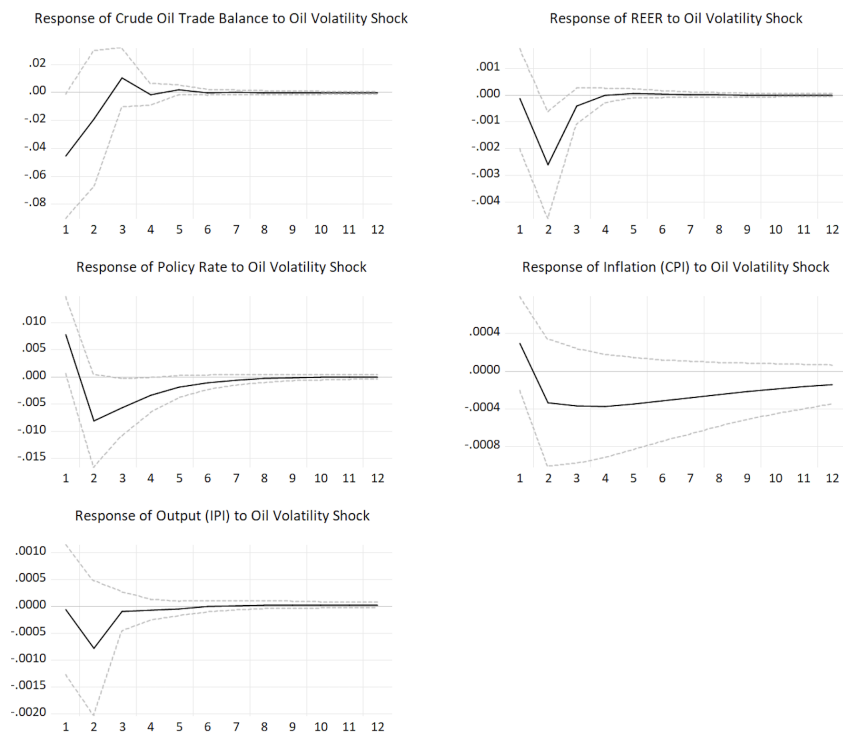 Response of Crude Oil Trade Balance to Oil Volatility Shock
.02
.00
-.02
-.04
-.06
-.08
1 2 3 4 5 6 7 8 9 10 11 12
Response of REER to Oil Volatility Shock
.001
.000
-.001
-.002
-.003
-.004
1 2 3 4 5 6 7 8 9 10 11 12
Response of Policy Rate to Oil Volatility Shock
.010
.005
.000
-.005
-.010
-.015
1 2 3 4 5 6 7 8 9 10 11 12
Response of Inflation (CPI) to Oil Volatility Shock
.0004
.0000
-.0004
-.0008
1 2 3 4 5 6 7 8 9 10 11 12
Response of Output (IPI) to Oil Volatility Shock
.0010
.0005
.0000
-.0005
-.0010
-.0015
-.0020
1 2 3 4 5 6 7 8 9 10 11 12